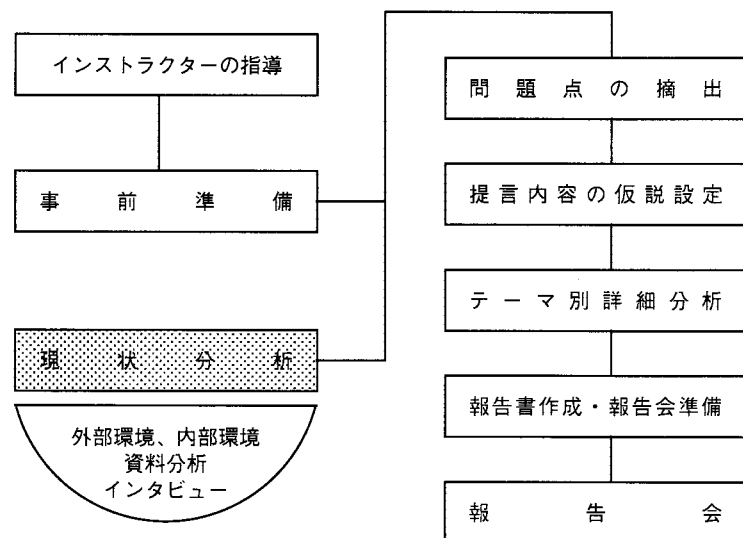 インストラクターの指導
事前準備
現状分析
外部環境、内部環境
資料分析
インタビュー
問題点の摘出
提言内容の仮説設定
テーマ別詳細分析
報告書作成・報告会準備
報告会